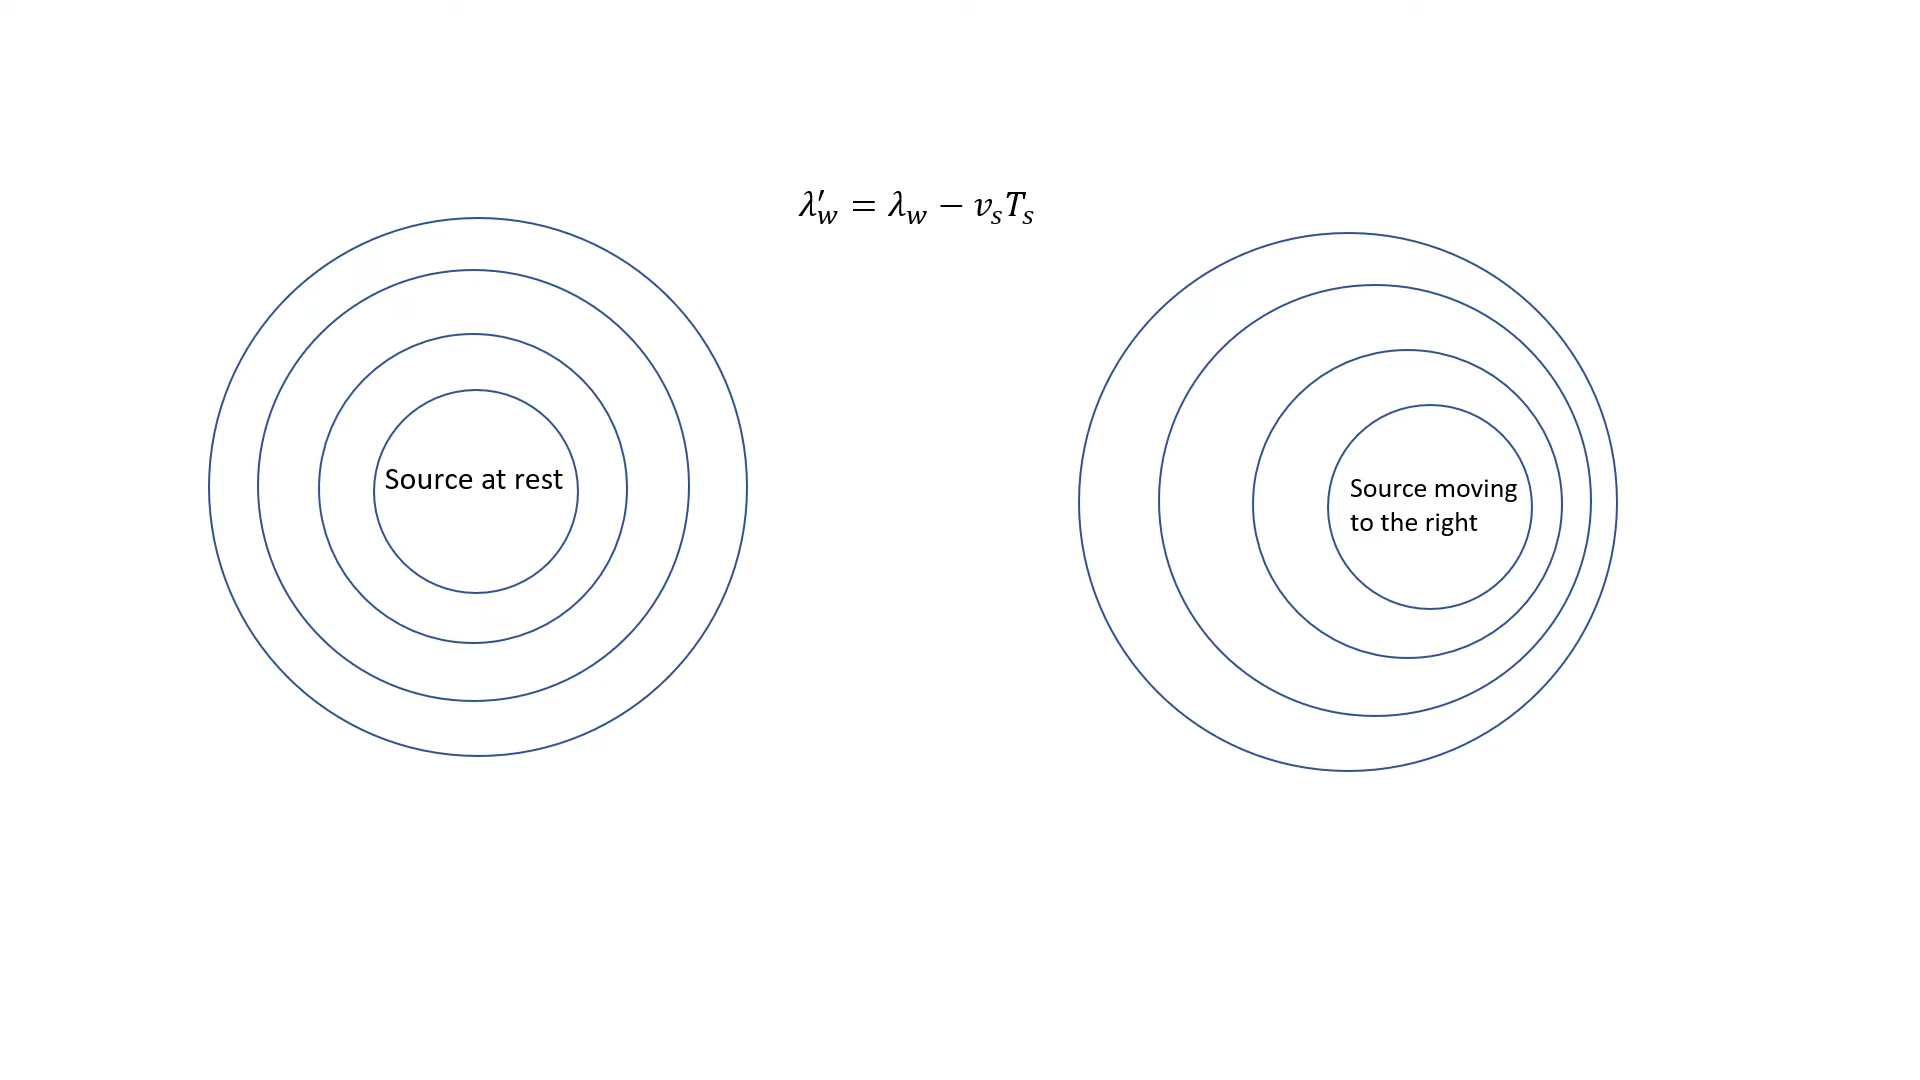 λ′w = λw − vsTs
Source at rest
Source moving
to the right